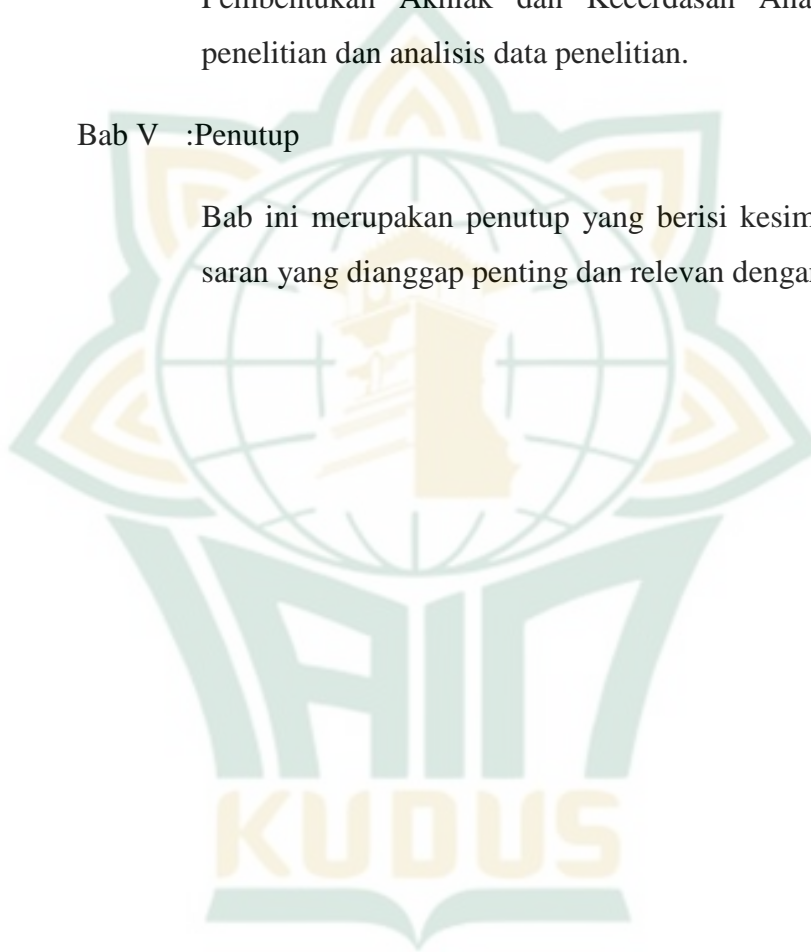 Pembentukan Akhlak dan Kecerdasan
penelitian dan analisis data penelitian.
Bab V :Penutup
Bab ini merupakan penutup yang berisi
saran yang dianggap penting dan relevan
IAIN
KUDUS